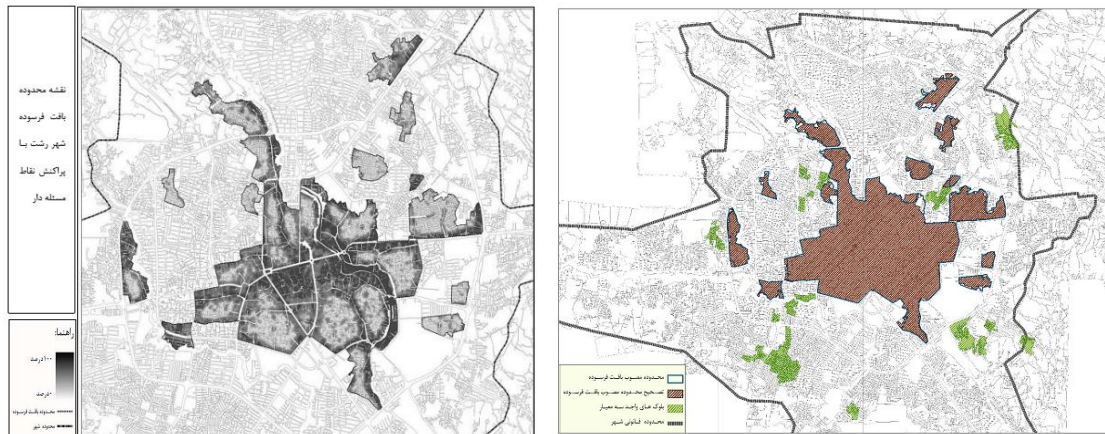 نقشه محدوده
بافت فرسوده
شهر رشت با
پراکنش نقاط
مسئله دار
راهنما:
۱۰۰ درصد
۰ درصد
محدوده بافت فرسوده
محدوده شهر
محدوده مصوب بافت فرسوده
تصحیح محدوده مصوب بافت فرسوده
بلوک های واجد سه معیار
محدوده قانونی شهر